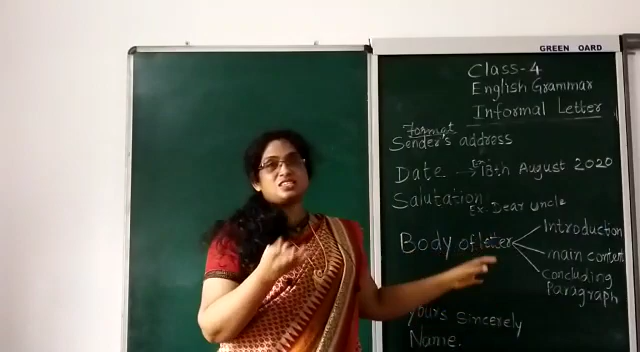 GREEN OARD
Class-4
English Grammar
Informal Letter
Format
Sender's address
Date → Ex 18th August 2020
Salutation
Ex. Dear uncle
Body of letter
Introduction
main content
Concluding
Paragraph
yours Sincerely
Name.